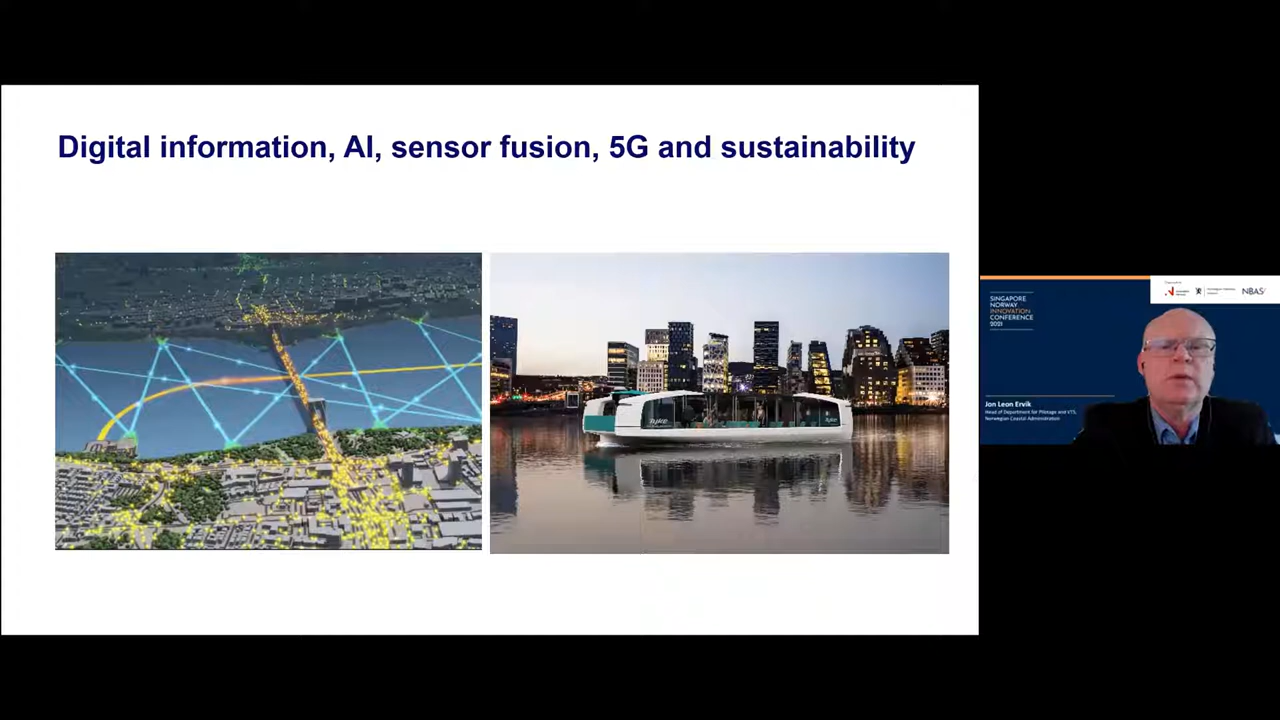 Digital information, AI, sensor fusion, 5G and sustainability
SINGAPORE
NORWAY
INNOVATION
CONFERENCE
2021
NBAS
Jon Leon Ervik
Head of Department for Pilotage and VTS,
Norwegian Coastal Administration